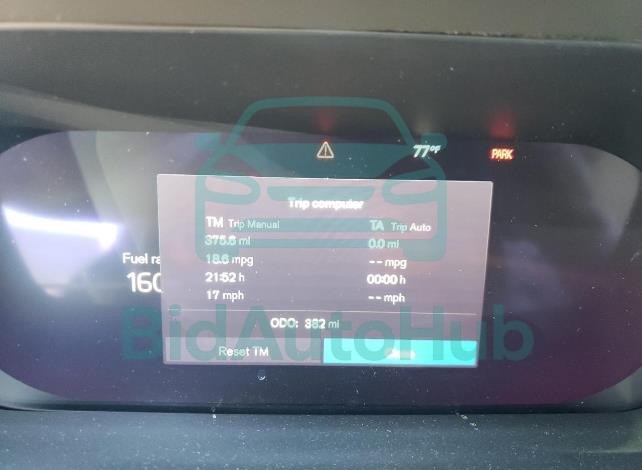 77°F
PARK
Trip computer
TM Trip Manual TA Trip Auto
375.6 mi 0.0 mi
Fuel
18.6 mpg -- mpg
160
21:52 h 00:00 h
17 mph -- mph
ODO: 382 mi
BidAutoHub
Reset TM